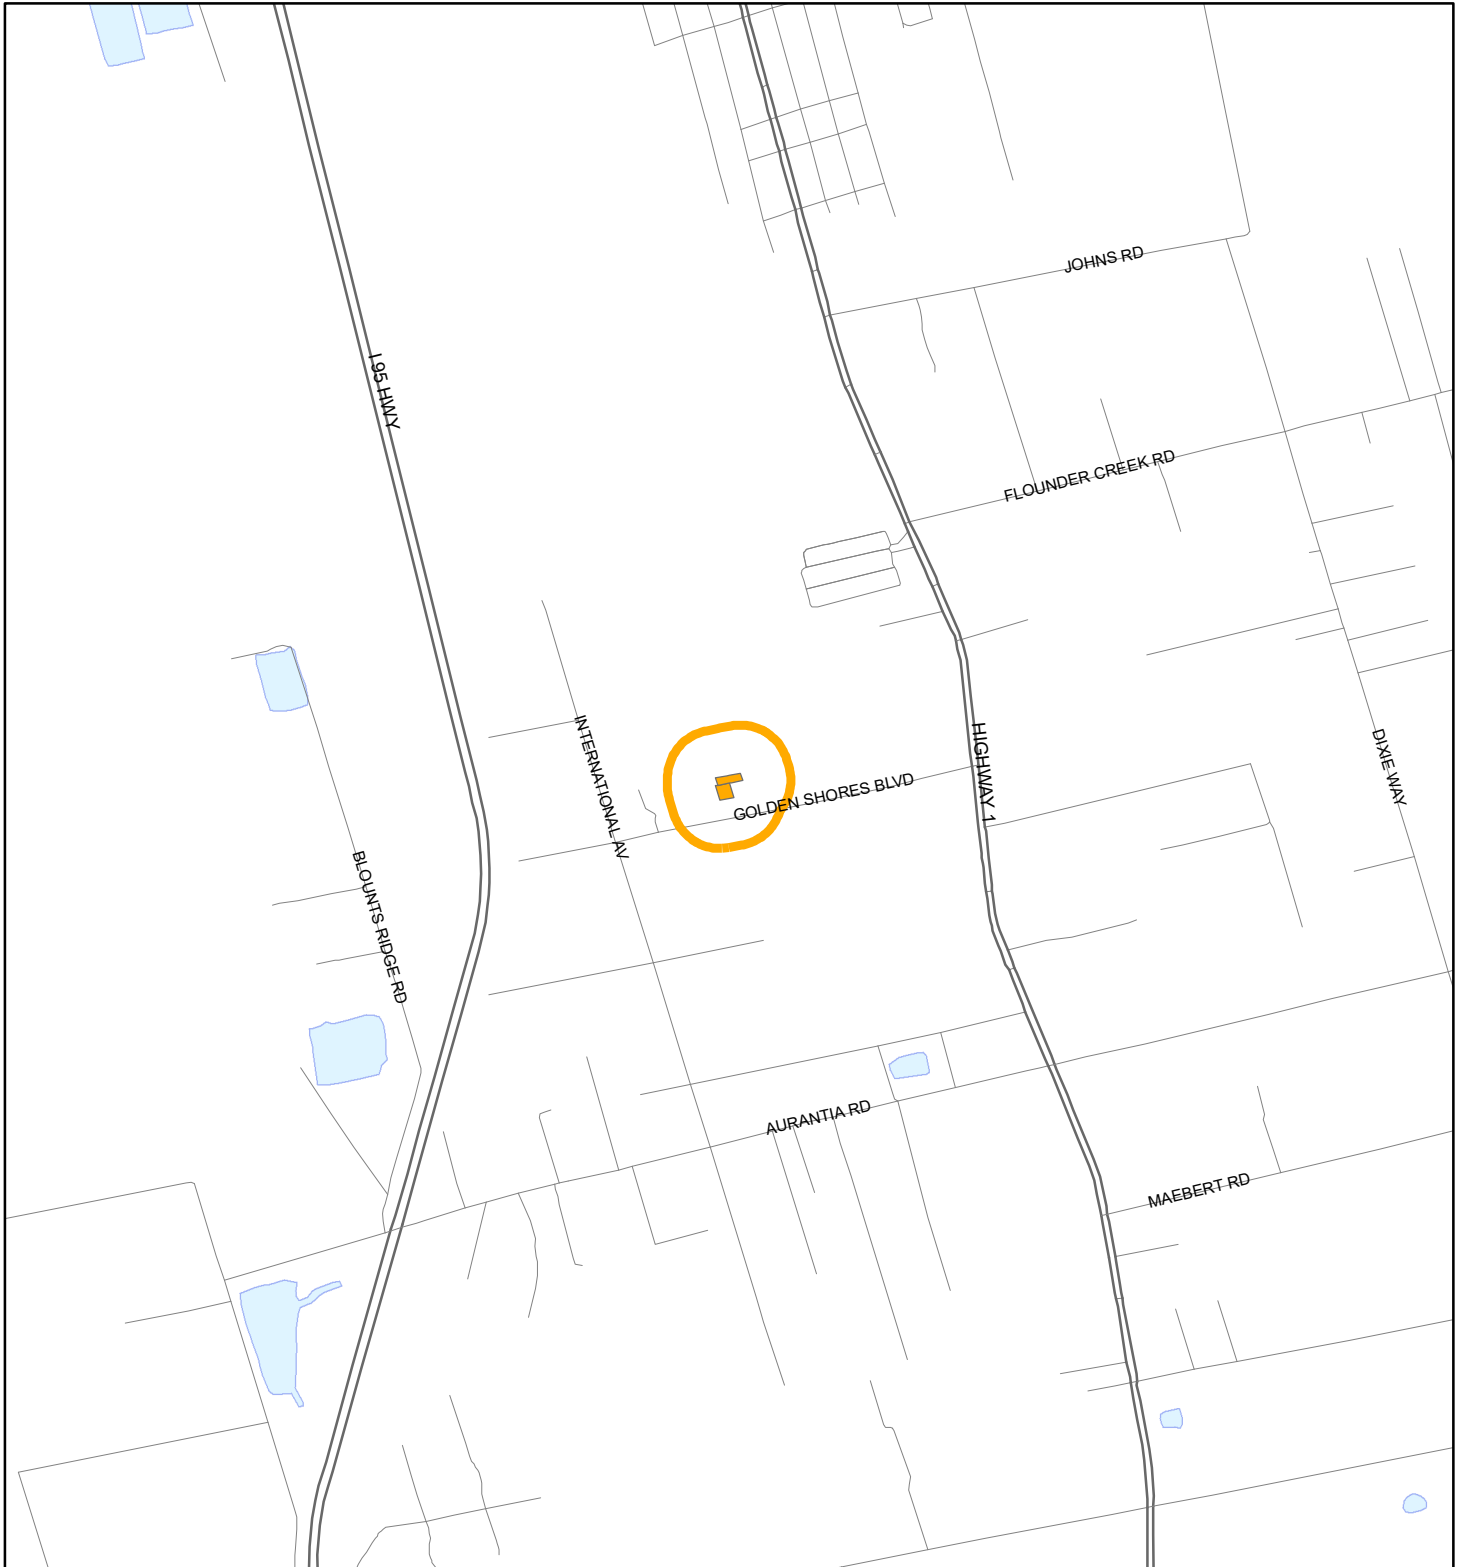 JOHNS RD
I 95 HWY
FLOUNDER CREEK RD
INTERNATIONAL AV
HIGHWAY 1
DIXIE WAY
GOLDEN SHORES BLVD
BLOUNTS RIDGE RD
AURANTIA RD
MAEBERT RD